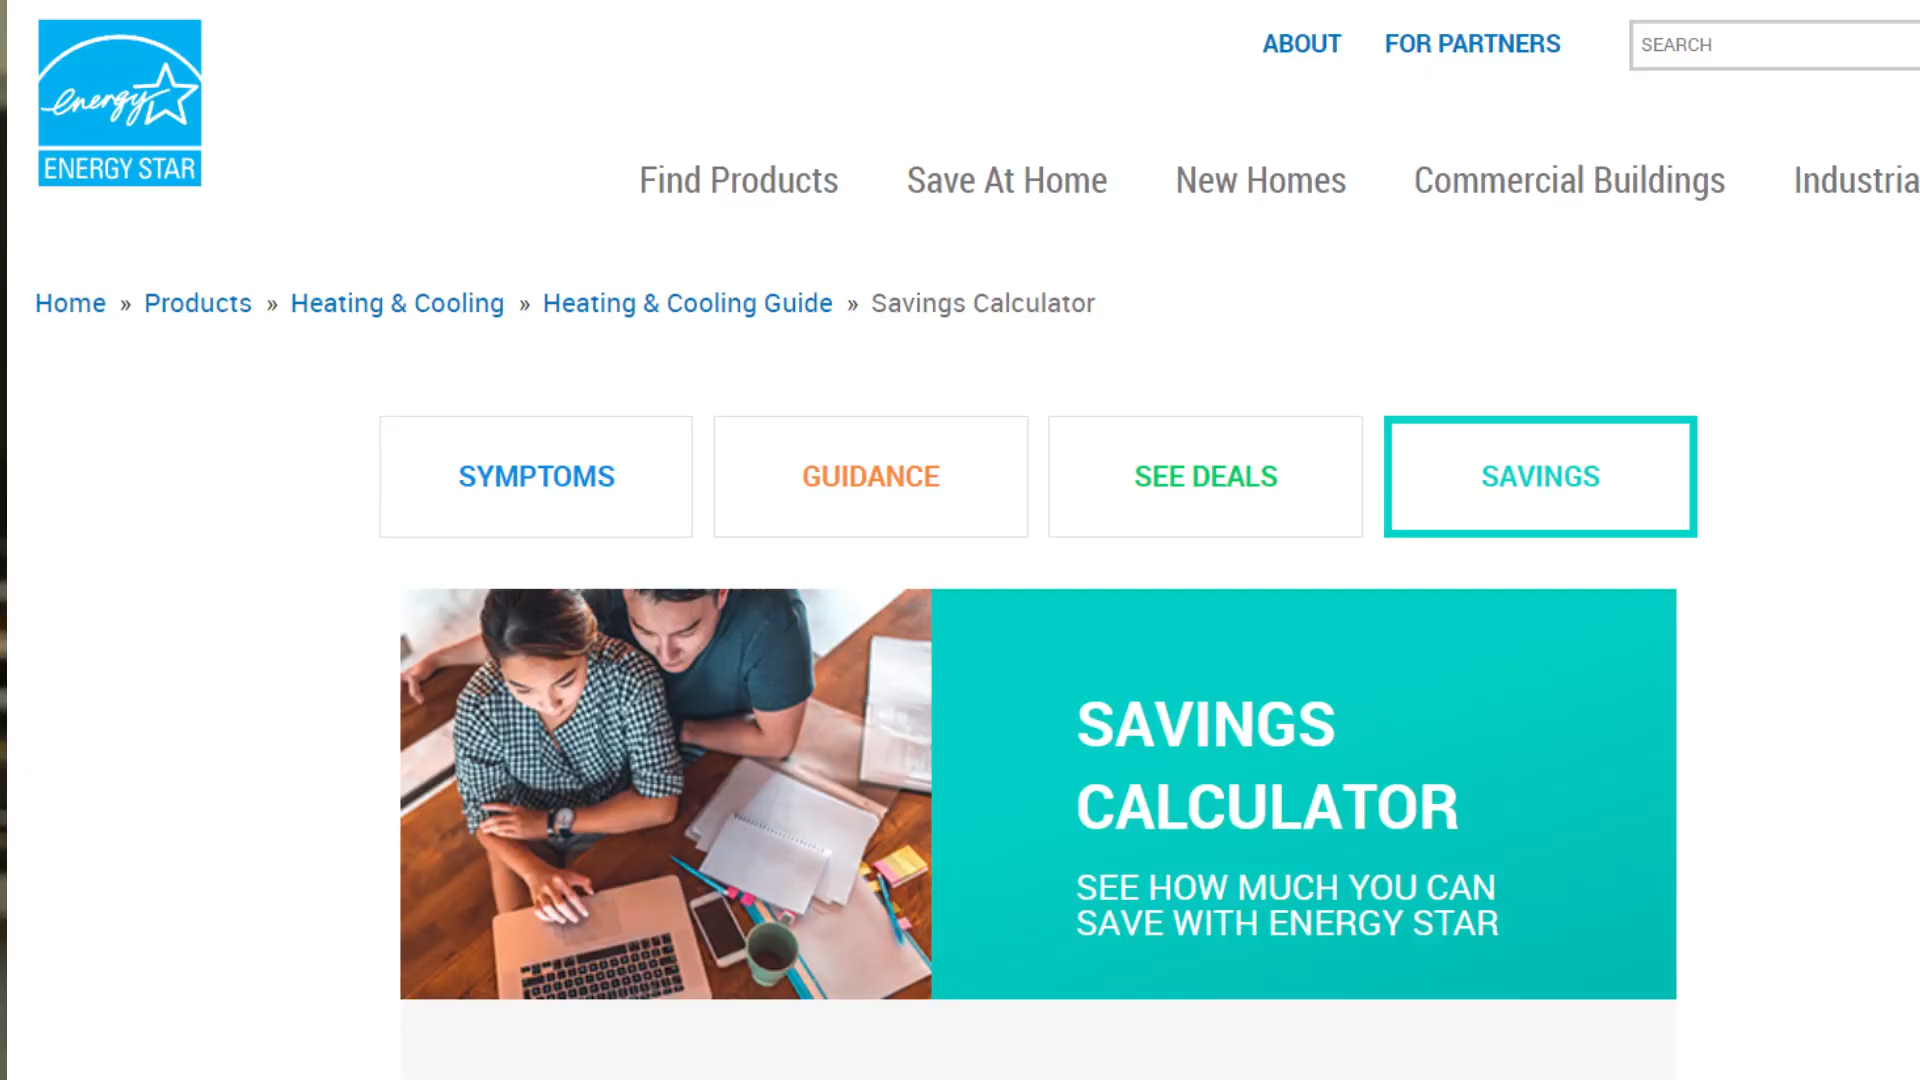 ABOUT FOR PARTNERS SEARCH
energy
ENERGY STAR
Find Products Save At Home New Homes Commercial Buildings Industria
Home » Products » Heating & Cooling » Heating & Cooling Guide » Savings Calculator
SYMPTOMS GUIDANCE SEE DEALS SAVINGS
SAVINGS
CALCULATOR
SEE HOW MUCH YOU CAN
SAVE WITH ENERGY STAR